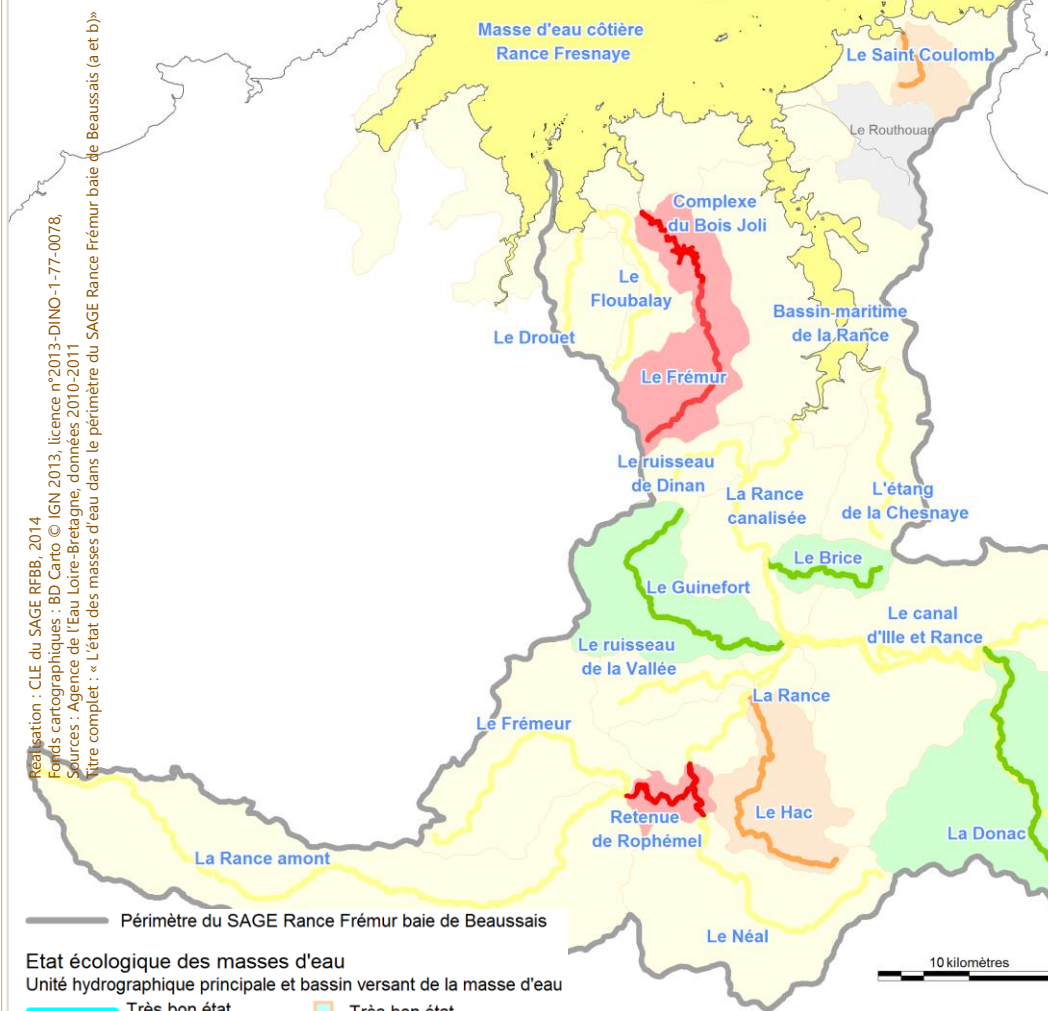 Masse d'eau côtière
Rance Fresnaye
Le Saint Coulomb
Le Routhouan
Complexe
du Bois Joli
Le
Floubalay
Le Drouet
Bassin maritime
de la Rance
Le Frémur
Le ruisseau
de Dinan
La Rance
canalisée
L'étang
de la Chesnaye
Le Brice
Le Guinefort
Le canal
d'Ille et Rance
Le ruisseau
de la Vallée
La Rance
Le Frémeur
Le Hac
Retenue
de Rophémel
La Donac
La Rance amont
Le Néal
10 kilomètres
Réalisation : CLE du SAGE RFBB, 2014
Fonds cartographiques : BD Carto © IGN 2013, licence n°2013-DINO-1-77-0078,
Sources : Agence de l'Eau Loire-Bretagne, données 2010-2011
Titre complet : « L'état des masses d'eau dans le périmètre du SAGE Rance Frémur baie de Beaussais (a et b)»
Périmètre du SAGE Rance Frémur baie de Beaussais
Etat écologique des masses d'eau
Unité hydrographique principale et bassin versant de la masse d'eau
Très bon état
Très bon état